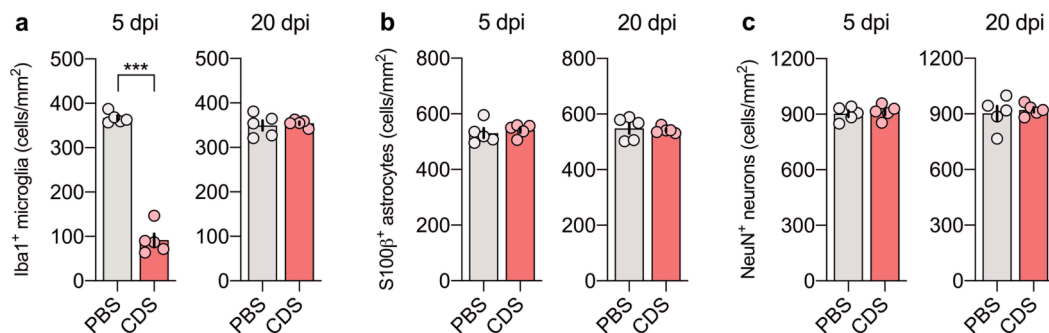 a
5 dpi
20 dpi
Iba1⁺ microglia (cells/mm²)
500
400
300
200
100
0
***
PBS
CDS
500
400
300
200
100
0
PBS
CDS
b
5 dpi
20 dpi
S100β⁺ astrocytes (cells/mm²)
800
600
400
200
0
PBS
CDS
800
600
400
200
0
PBS
CDS
c
5 dpi
20 dpi
NeuN⁺ neurons (cells/mm²)
1200
900
600
300
0
PBS
CDS
1200
900
600
300
0
PBS
CDS